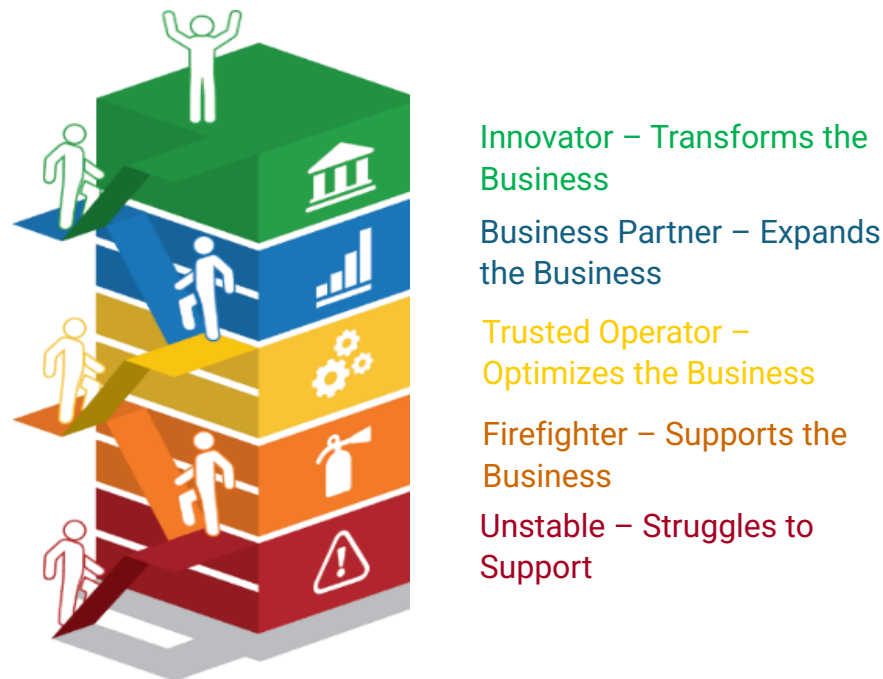 Innovator – Transforms the
Business
Business Partner – Expands
the Business
Trusted Operator –
Optimizes the Business
Firefighter – Supports the
Business
Unstable – Struggles to
Support